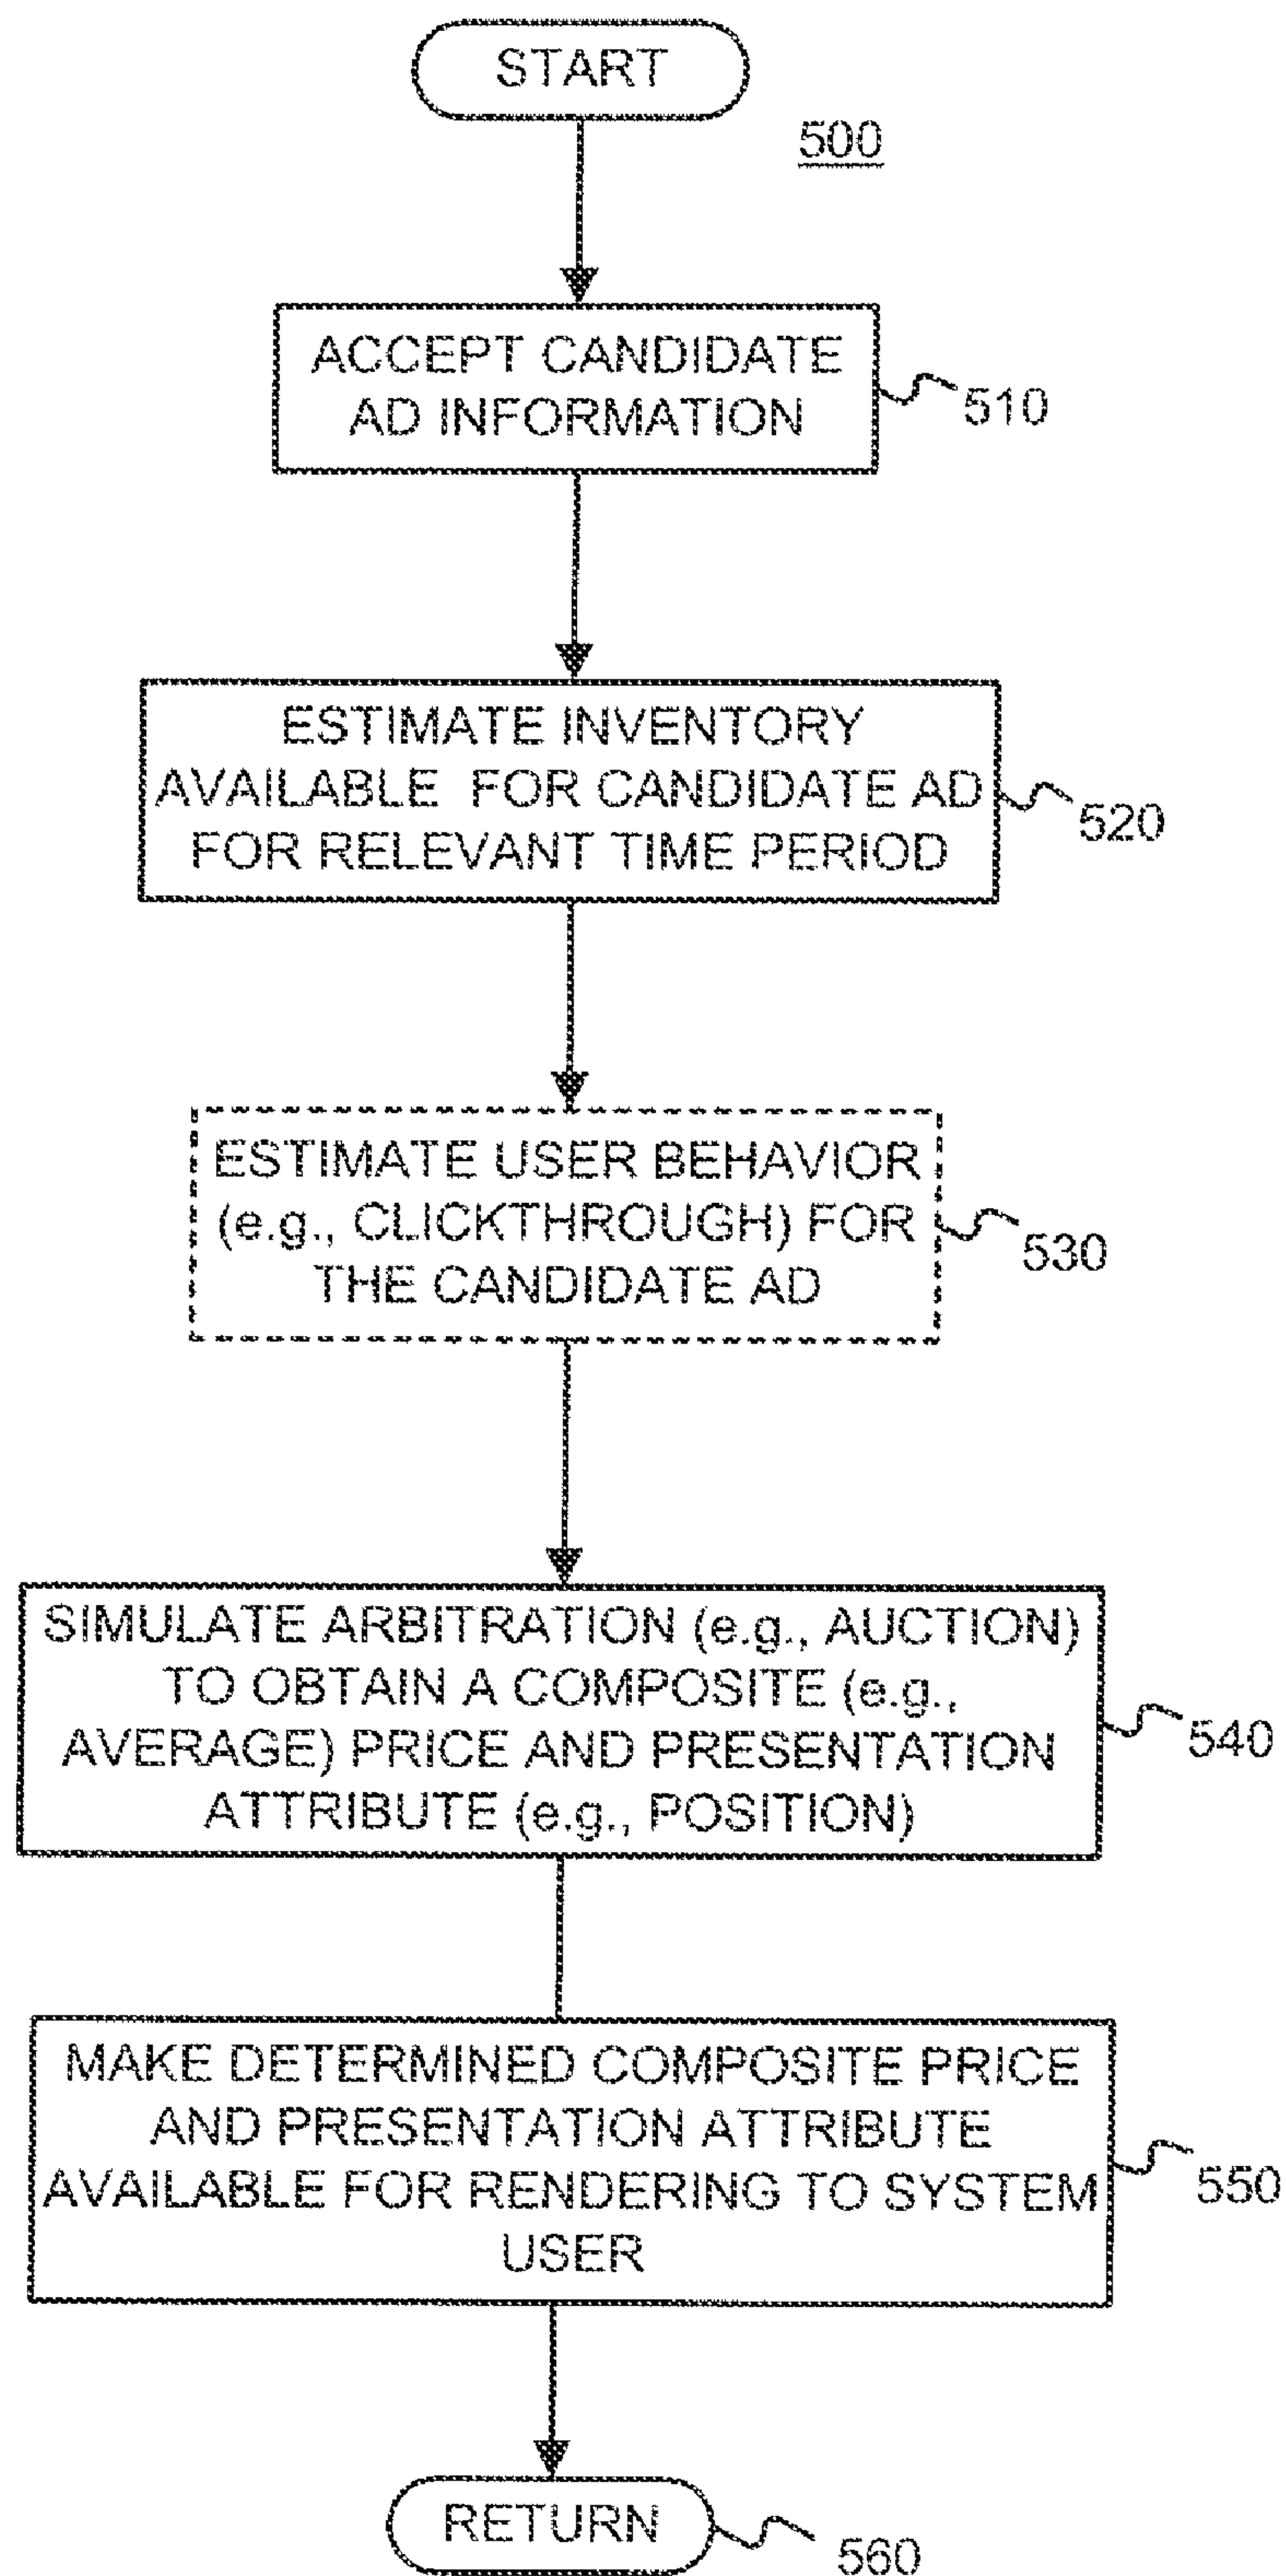 START
500
ACCEPT CANDIDATE
AD INFORMATION
510
ESTIMATE INVENTORY
AVAILABLE FOR CANDIDATE AD
FOR RELEVANT TIME PERIOD
520
ESTIMATE USER BEHAVIOR
(e.g., CLICKTHROUGH) FOR
THE CANDIDATE AD
530
SIMULATE ARBITRATION (e.g., AUCTION)
TO OBTAIN A COMPOSITE (e.g.,
AVERAGE) PRICE AND PRESENTATION
ATTRIBUTE (e.g., POSITION)
540
MAKE DETERMINED COMPOSITE PRICE
AND PRESENTATION ATTRIBUTE
AVAILABLE FOR RENDERING TO SYSTEM
USER
550
RETURN
560